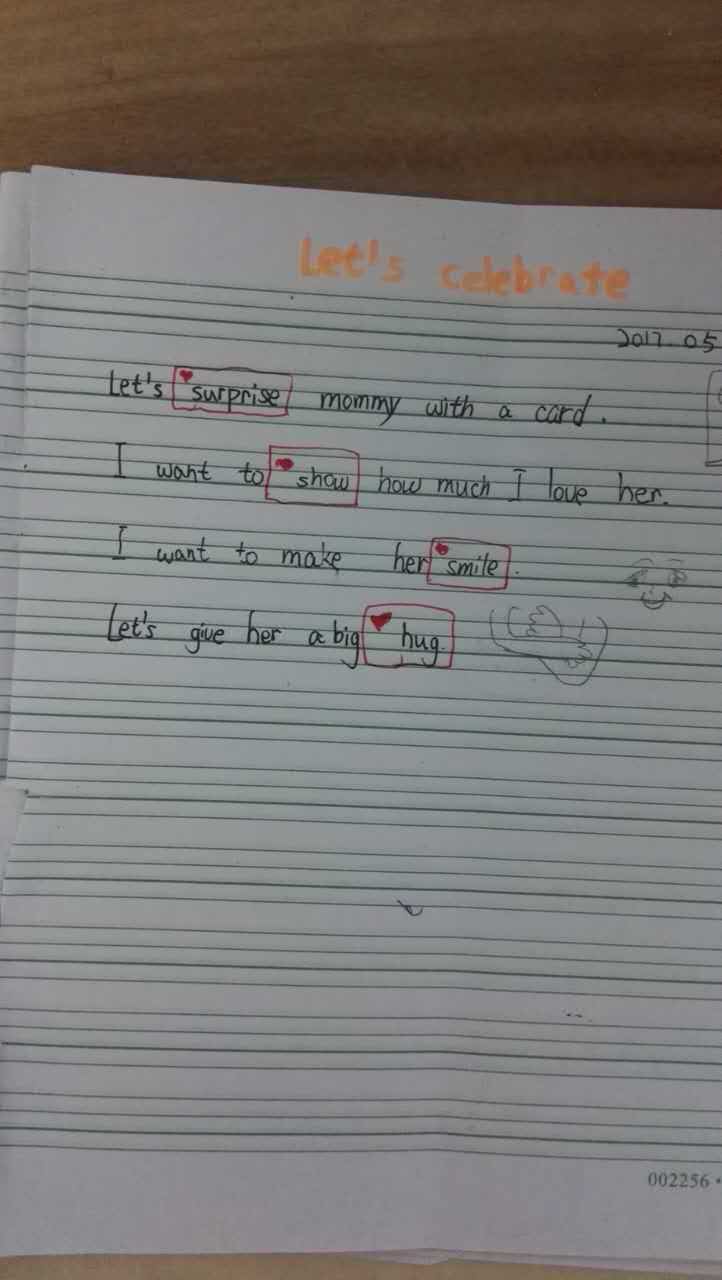 Let's celebrate
2017.05
Let's surprise mommy with a card.
I want to show how much I love her.
I want to make her smile.
Let's give her a big hug.
002256